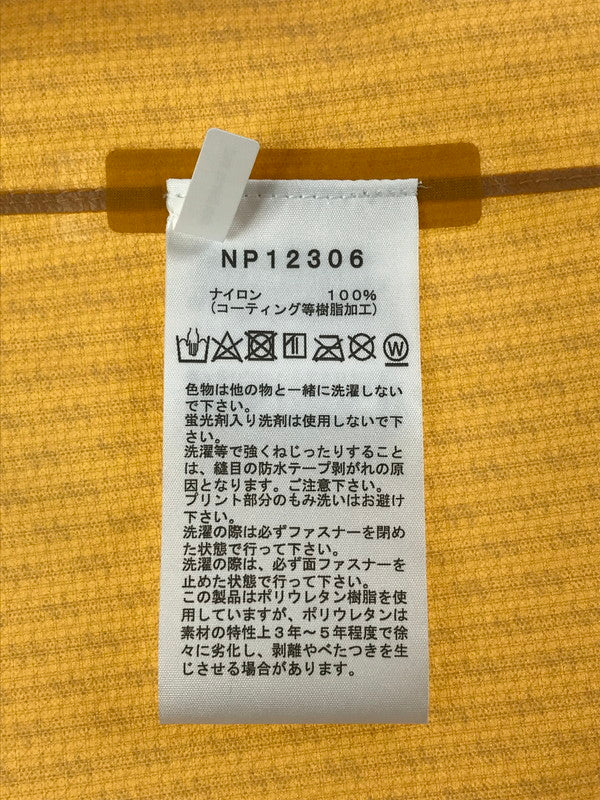 NP12306
ナイロン 100%
(コーティング等樹脂加工)
W
色物は他の物と一緒に洗濯しない
で下さい。
蛍光剤入り洗剤は使用しないで下
さい。
洗濯等で強くねじったりすること
は、縫目の防水テープ剥がれの原
因となります。ご注意下さい。
プリント部分のもみ洗いはお避け
下さい。
洗濯の際は必ずファスナーを閉め
た状態で行って下さい。
洗濯の際は、必ず面ファスナーを
止めた状態で行って下さい。
この製品はポリウレタン樹脂を使
用していますが、ポリウレタンは
素材の特性上3年～5年程度で徐
々に劣化し、剥離やべたつきを生
じさせる場合があります。